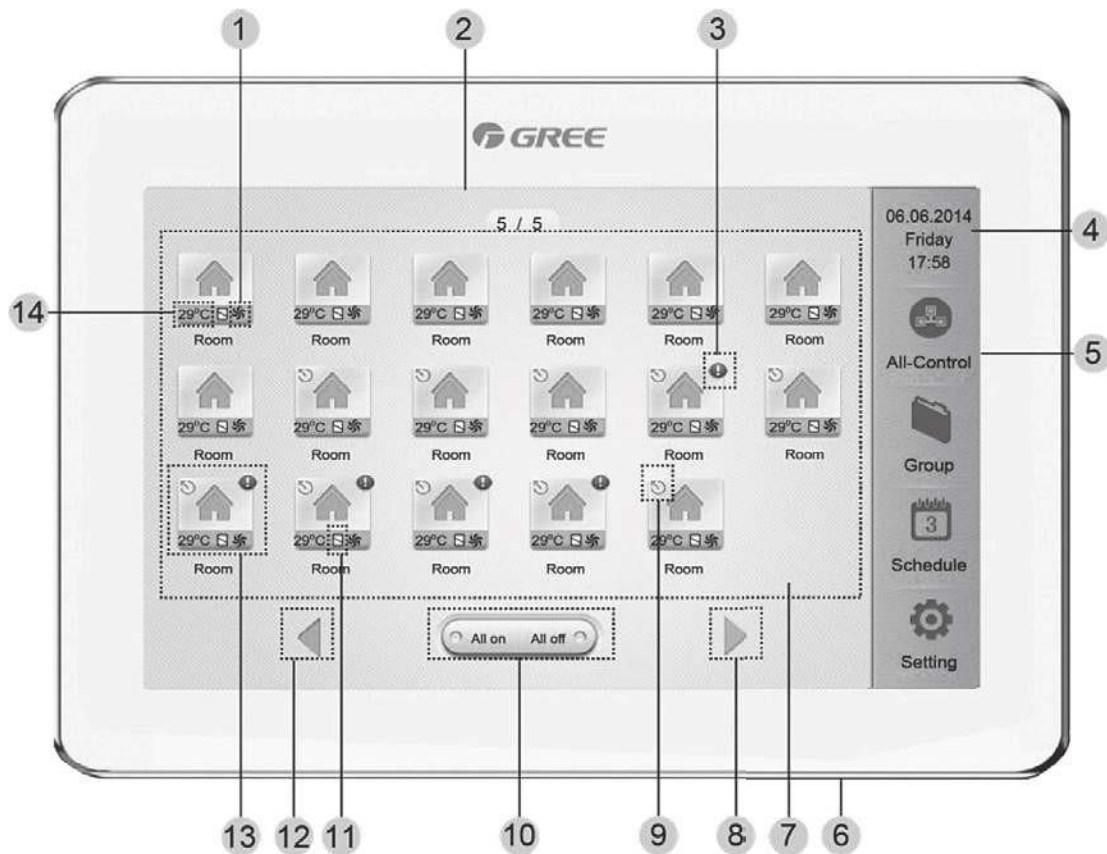 1 2 3
GREE
5 / 5
06.06.2014
Friday
17:58
4
29°C 29°C 29°C 29°C 29°C 29°C
14
Room Room Room Room Room Room
All-Control
5
29°C 29°C 29°C 29°C 29°C 29°C
Room Room Room Room Room Room
Group
29°C 29°C 29°C 29°C 29°C
Room Room Room Room Room
3
Schedule
All on All off
Setting
13 12 11 10 9 8 7 6